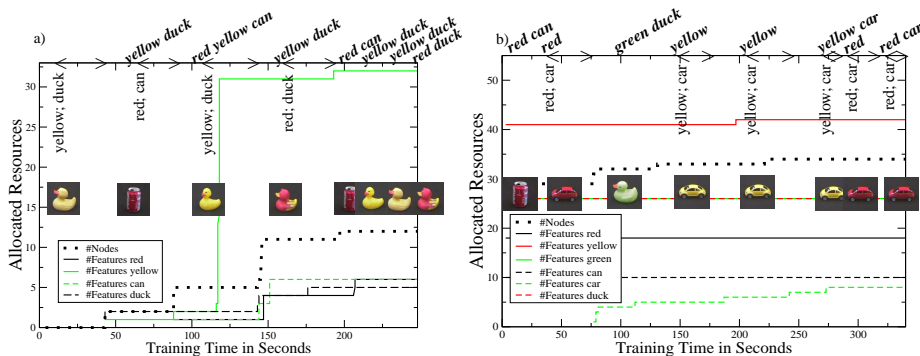 a)
yellow duck
red yellow can
yellow duck
red can
yellow duck
yellow duck
red duck
yellow; duck
red; can
yellow; duck
red; duck
Allocated Resources
30
25
20
15
10
5
0
#Nodes
#Features red
#Features yellow
#Features can
#Features duck
0 50 100 150 200
Training Time in Seconds
b)
red can
red
green duck
yellow
yellow
yellow car
red
red car
red; car
yellow; car
yellow; car
yellow; car
red; car
red; car
Allocated Resources
40
20
0
#Nodes
#Features red
#Features yellow
#Features green
#Features can
#Features car
#Features duck
0 50 100 150 200 250 300
Training Time in Seconds